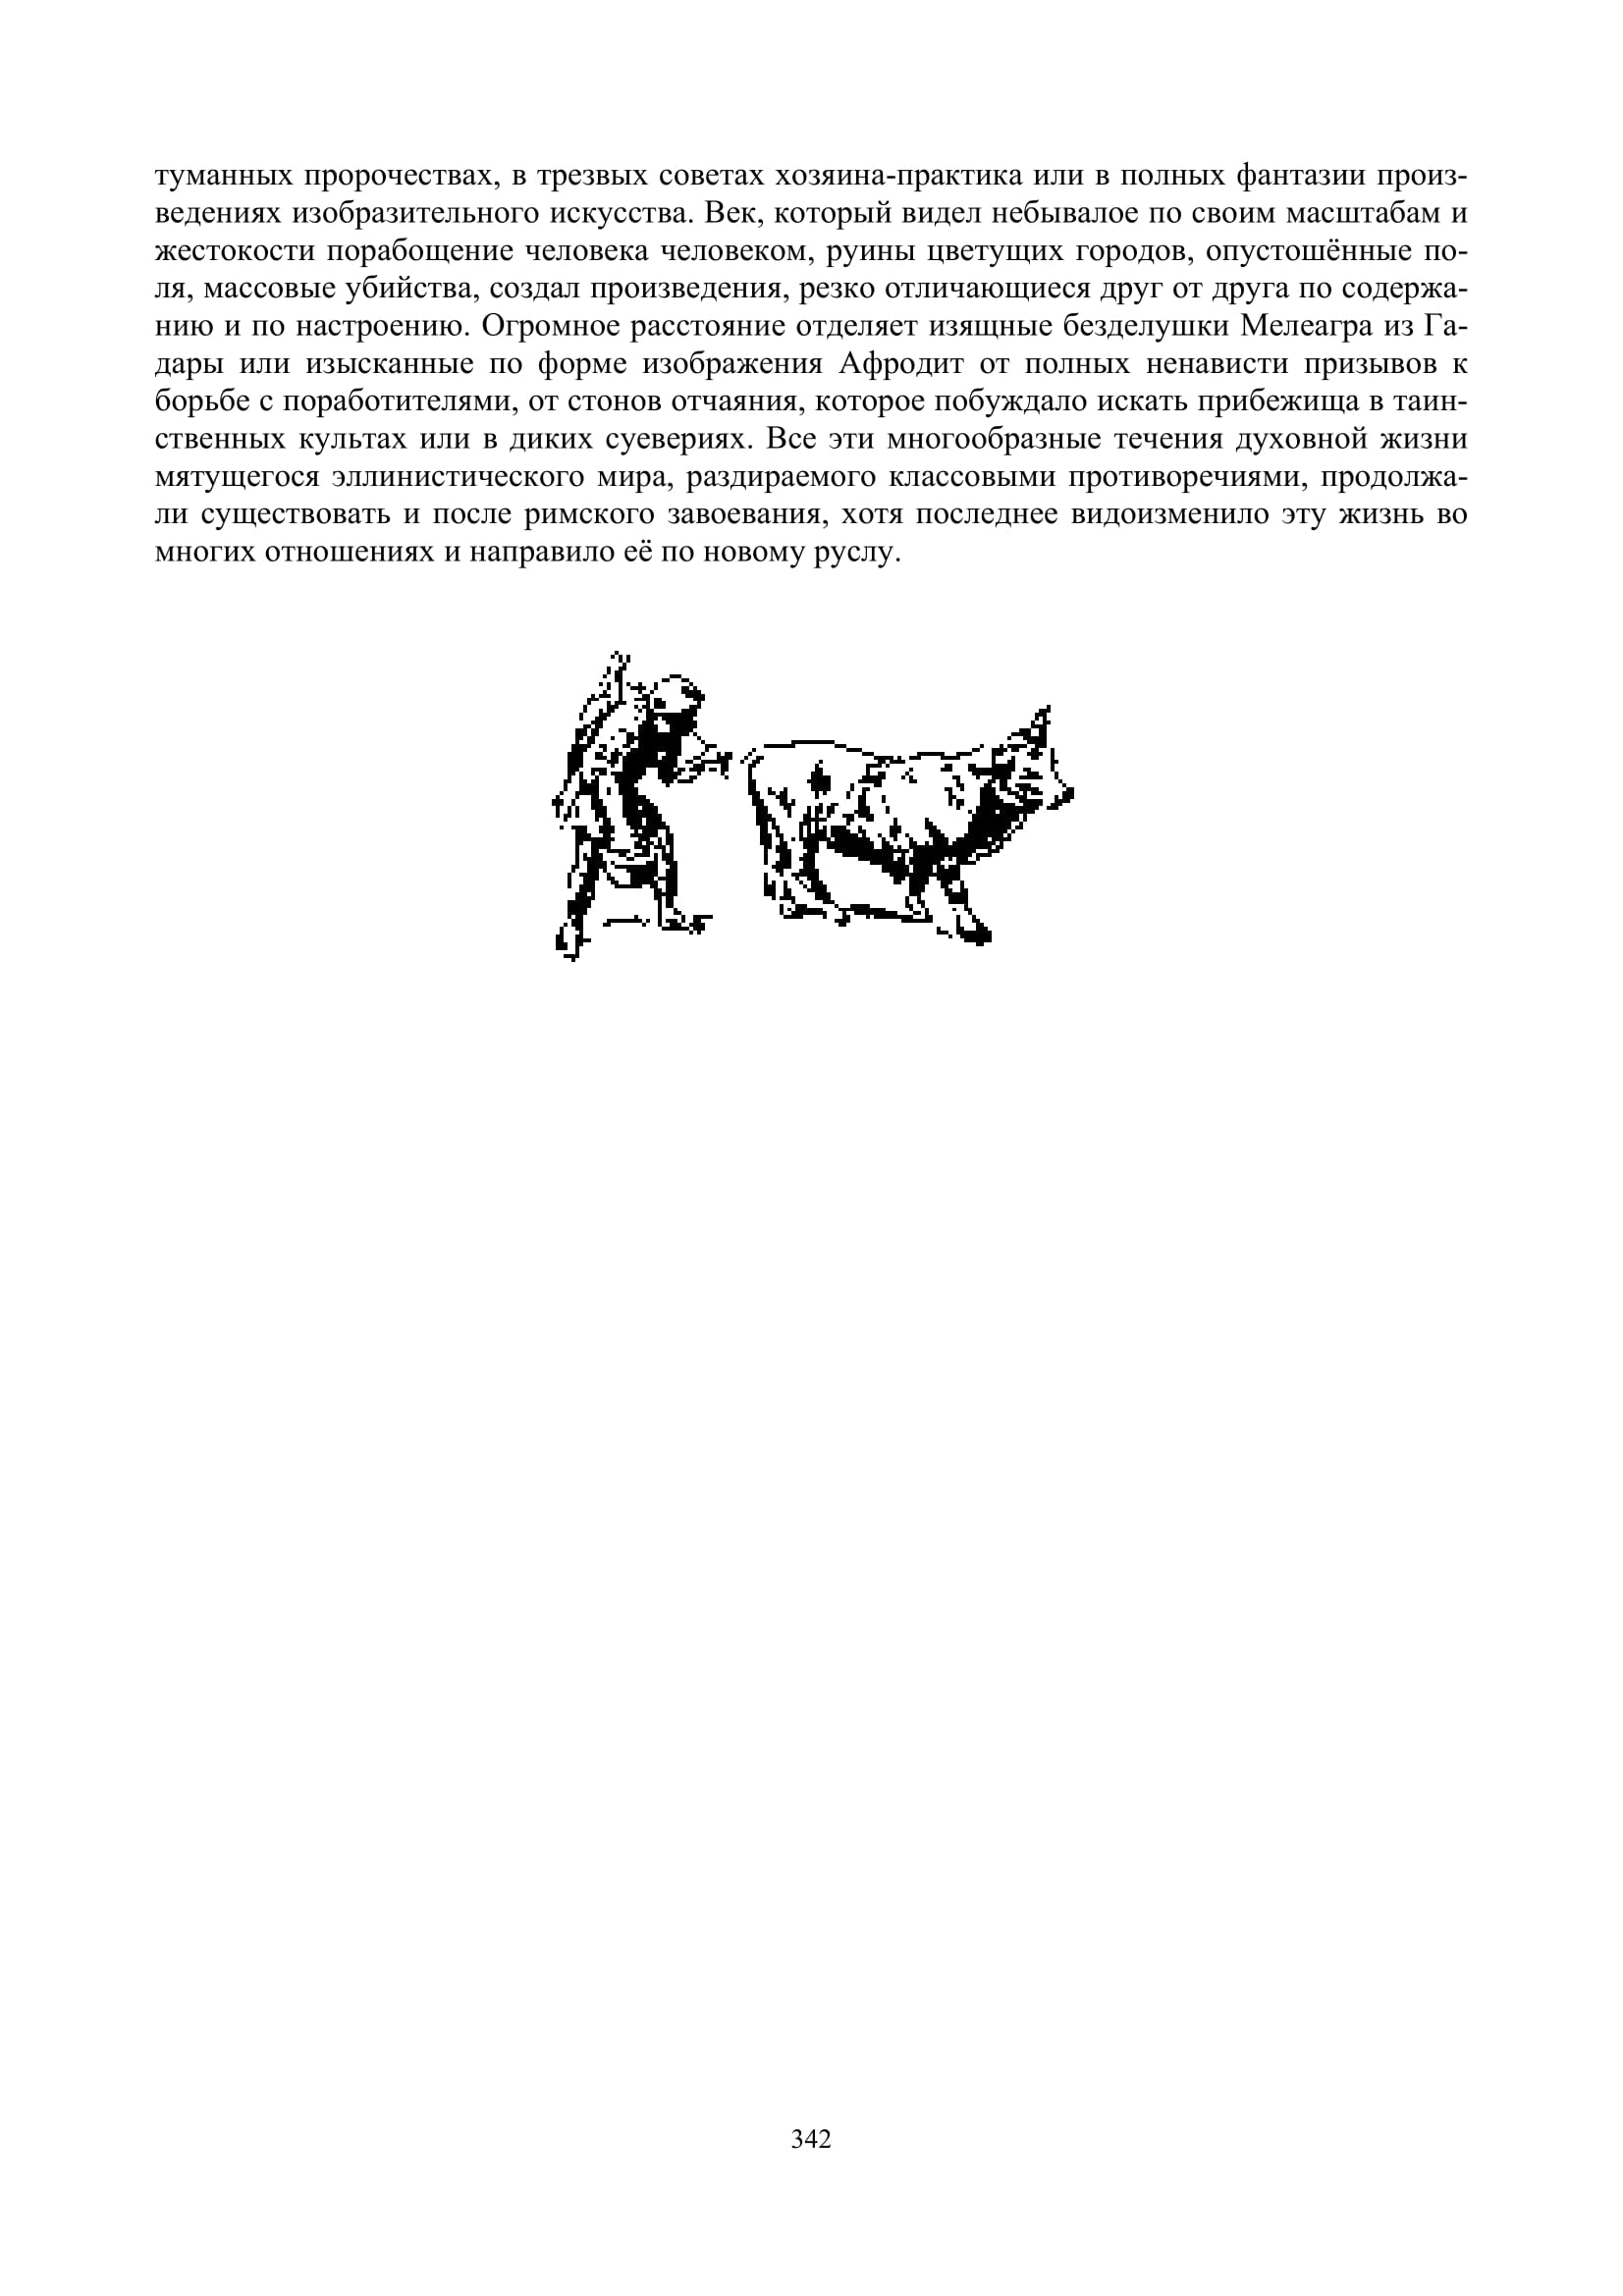 туманных пророчествах, в трезвых советах хозяина-практика или в полных фантазии произ-
ведениях изобразительного искусства. Век, который видел небывалое по своим масштабам и
жестокости порабощение человека человеком, руины цветущих городов, опустошённые по-
ля, массовые убийства, создал произведения, резко отличающиеся друг от друга по содержа-
нию и по настроению. Огромное расстояние отделяет изящные безделушки Мелеагра из Га-
дары или изысканные по форме изображения Афродит от полных ненависти призывов к
борьбе с поработителями, от стонов отчаяния, которое побуждало искать прибежища в таин-
ственных культах или в диких суевериях. Все эти многообразные течения духовной жизни
мятущегося эллинистического мира, раздираемого классовыми противоречиями, продолжа-
ли существовать и после римского завоевания, хотя последнее видоизменило эту жизнь во
многих отношениях и направило её по новому руслу.
342